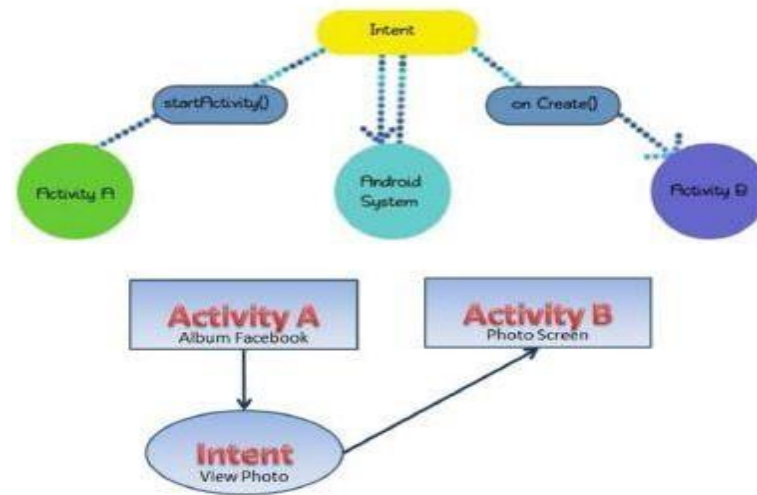 Intent
startActivity()
on Create()
Activity A
Android
System
Activity B
Activity A
Album Facebook
Activity B
Photo Screen
Intent
View Photo